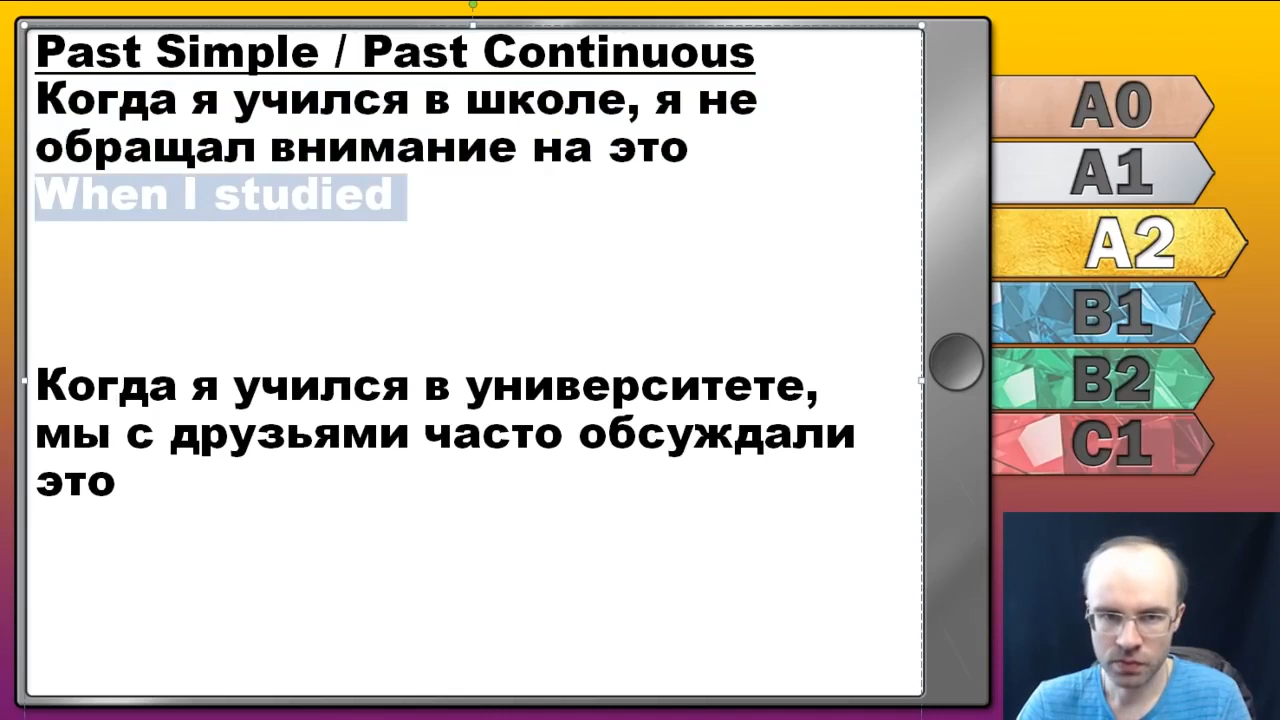 Past Simple / Past Continuous
Когда я учился в школе, я не
обращал внимание на это
When I studied
Когда я учился в университете,
мы с друзьями часто обсуждали
это
A0
A1
A2
B1
B2
C1